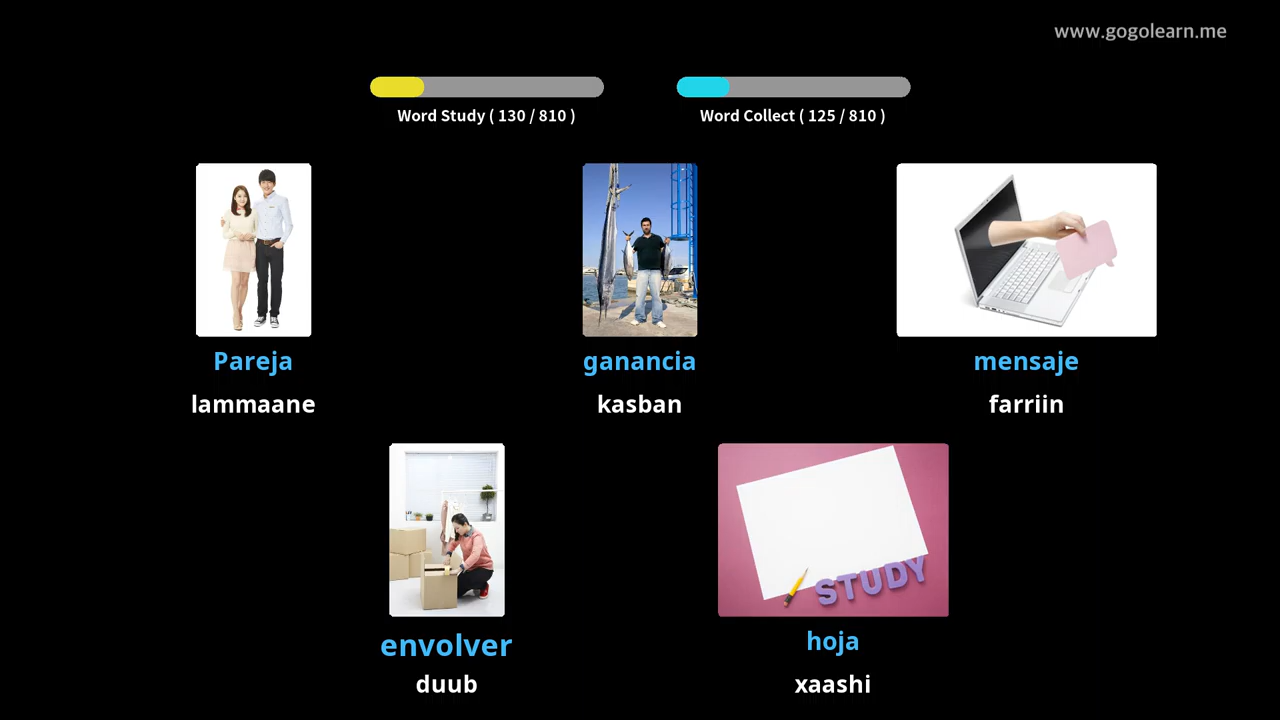 www.gogolearn.me
Word Study ( 130 / 810 )
Word Collect ( 125 / 810 )
Pareja
lammaane
ganancia
kasban
mensaje
farriin
envolver
duub
STUDY
hoja
xaashi